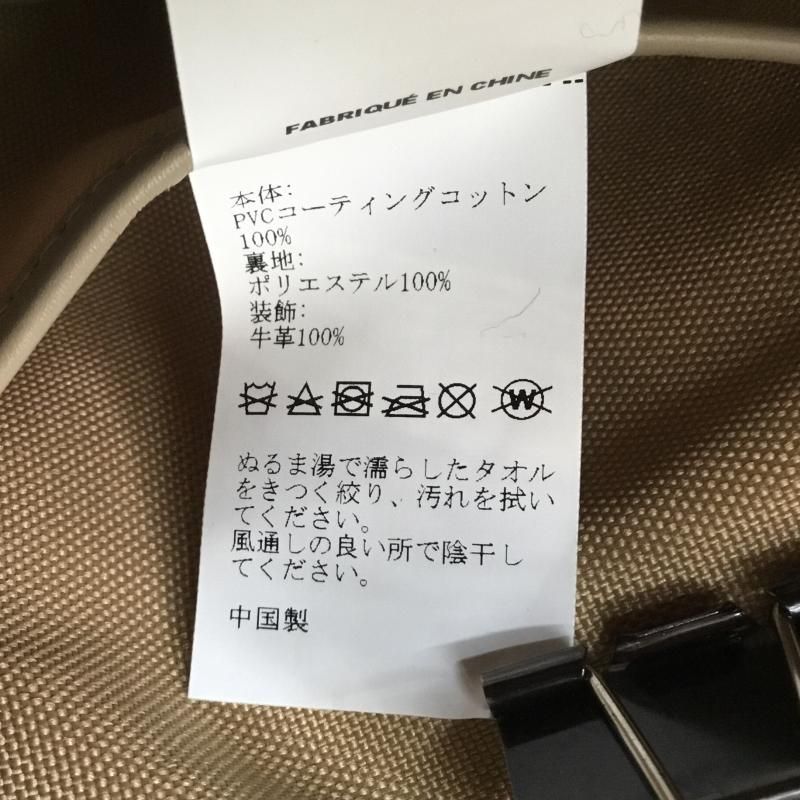 FABRIQUÉ EN CHINE
本体:
PVCコーティングコットン
100%
裏地:
ポリエステル100%
装飾:
牛革100%
W
ぬるま湯で濡らしたタオル
をきつく絞り、汚れを拭い
てください。
風通しの良い所で陰干し
てください。
中国製